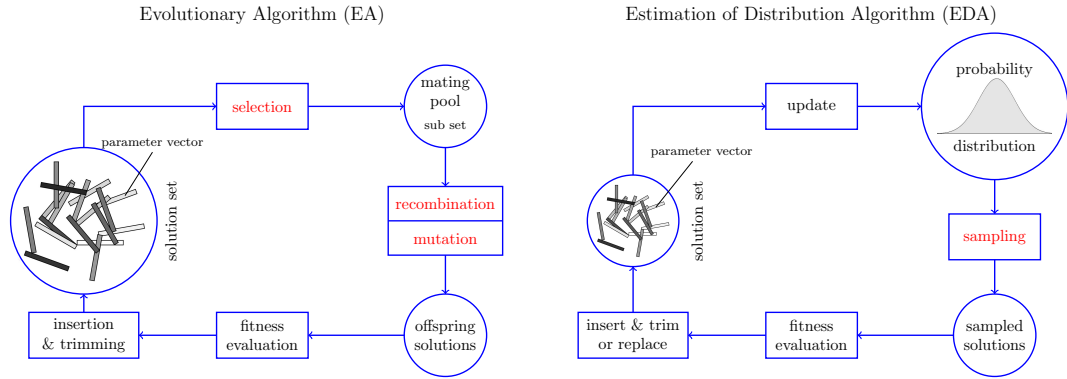 Evolutionary Algorithm (EA)
selection
mating
pool
sub set
parameter vector
solution set
recombination
mutation
insertion
& trimming
fitness
evaluation
offspring
solutions
Estimation of Distribution Algorithm (EDA)
update
probability
distribution
parameter vector
solution set
sampling
insert & trim
or replace
fitness
evaluation
sampled
solutions